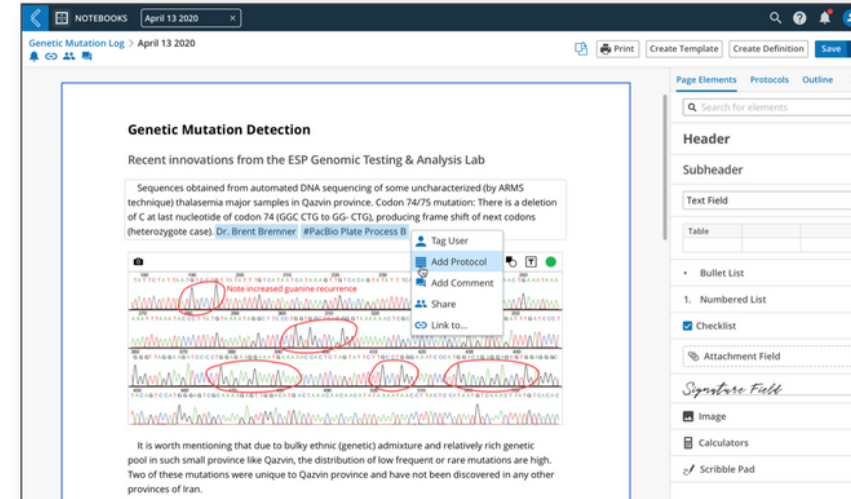 NOTEBOOKS
April 13 2020 ×
Genetic Mutation Log > April 13 2020
Print
Create Template
Create Definition
Save
Page Elements Protocols Outline
Search for elements
Header
Subheader
Text Field
Table
• Bullet List
1. Numbered List
Checklist
Attachment Field
Signature Field
Image
Calculators
Scribble Pad
Genetic Mutation Detection
Recent innovations from the ESP Genomic Testing & Analysis Lab
Sequences obtained from automated DNA sequencing of some uncharacterized (by ARMS
technique) thalasemia major samples in Qazvin province. Codon 74/75 mutation: There is a deletion
of C at last nucleotide of codon 74 (GGC CTG to GG- CTG), producing frame shift of next codons
(heterozygote case). Dr. Brent Bremner #PacBio Plate Process B
Tag User
Add Protocol
Add Comment
Share
Link to...
T
Note increased guanine recurrence
It is worth mentioning that due to bulky ethnic (genetic) admixture and relatively rich genetic
pool in such small province like Qazvin, the distribution of low frequent or rare mutations are high.
Two of these mutations were unique to Qazvin province and have not been discovered in any other
provinces of Iran.